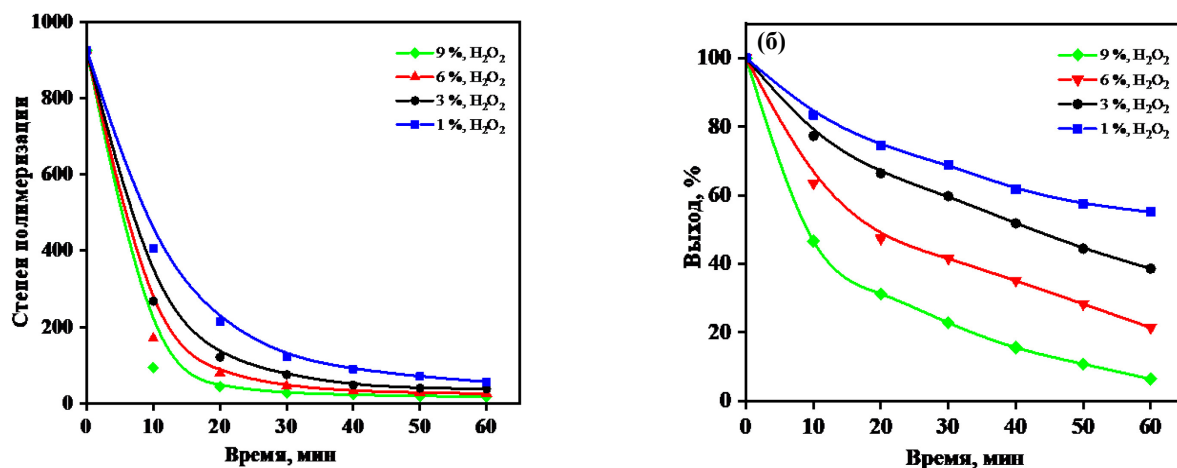 1000
800
600
400
200
0
Степен полимеризации
9 %, H₂O₂
6 %, H₂O₂
3 %, H₂O₂
1 %, H₂O₂
0 10 20 30 40 50 60
Время, мин
(б)
100
80
60
40
20
0
Выход, %
9 %, H₂O₂
6 %, H₂O₂
3 %, H₂O₂
1 %, H₂O₂
0 10 20 30 40 50 60
Время, мин